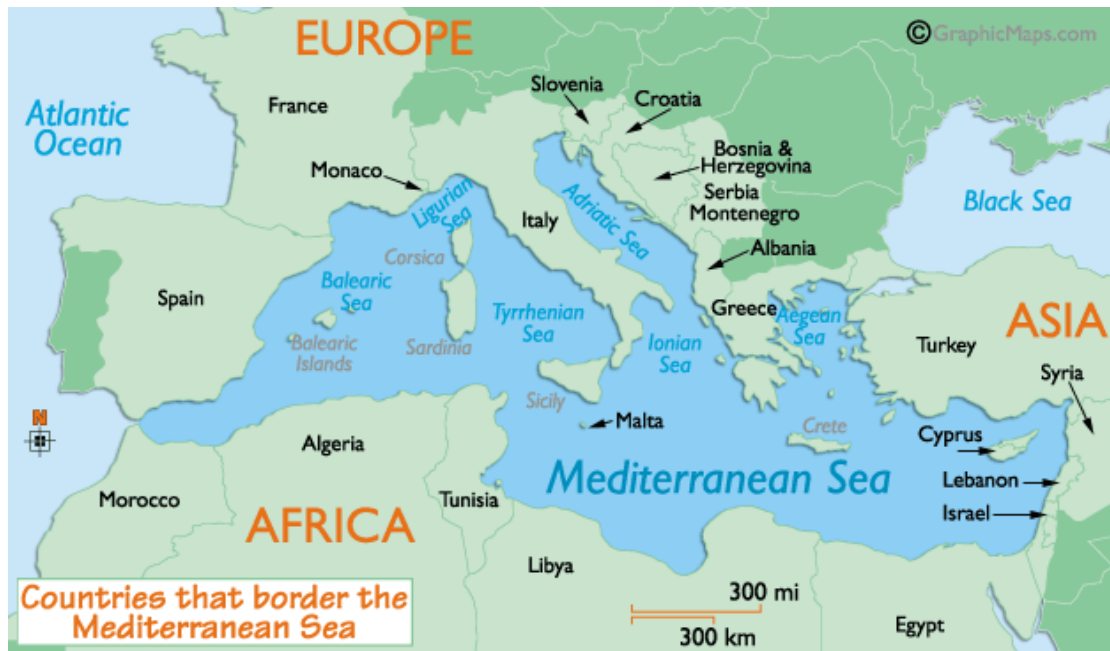 EUROPE
© GraphicMaps.com
Atlantic
Ocean
France
Slovenia
Croatia
Monaco
Bosnia &
Herzegovina
Serbia
Montenegro
Ligurian
Sea
Italy
Adriatic Sea
Black Sea
Corsica
Albania
Spain
Balearic
Sea
Tyrrhenian
Sea
Greece
Aegean
Sea
ASIA
Balearic
Islands
Sardinia
Ionian
Sea
Turkey
Syria
N
Sicily
Malta
Crete
Cyprus
Algeria
Mediterranean Sea
Lebanon
Morocco
Tunisia
Israel
AFRICA
Libya
300 mi
300 km
Egypt
Countries that border the
Mediterranean Sea